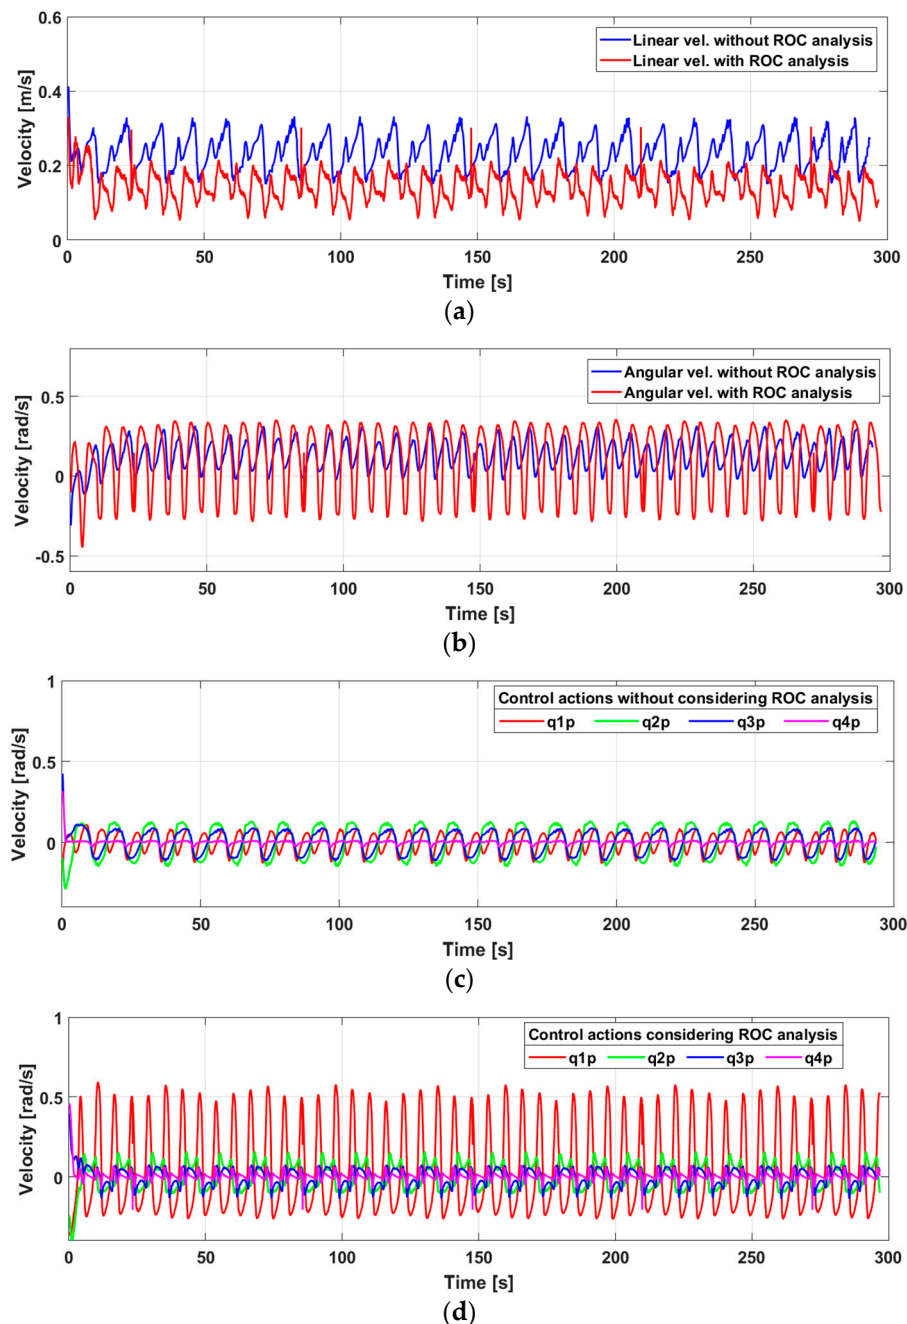 0.6
Linear vel. without ROC analysis
Linear vel. with ROC analysis
0.4
0.2
0
Velocity [m/s]
0 50 100 150 200 250 300
Time [s]
(a)
Angular vel. without ROC analysis
Angular vel. with ROC analysis
0.5
0
-0.5
Velocity [rad/s]
0 50 100 150 200 250 300
Time [s]
(b)
1
Control actions without considering ROC analysis
q1p q2p q3p q4p
0.5
0
Velocity [rad/s]
0 50 100 150 200 250 300
Time [s]
(c)
1
Control actions considering ROC analysis
q1p q2p q3p q4p
0.5
0
Velocity [rad/s]
0 50 100 150 200 250 300
Time [s]
(d)